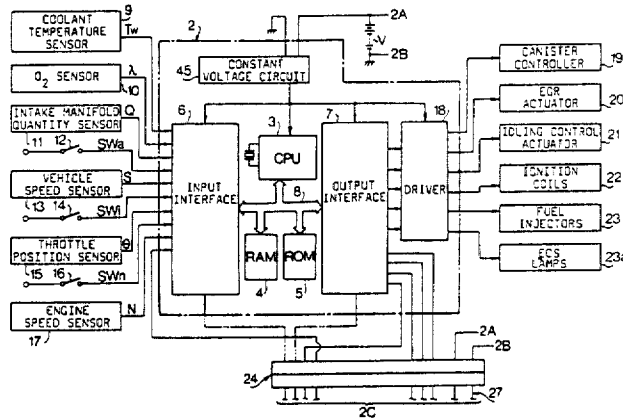 9
COOLANT
TEMPERATURE
SENSOR
Tw
O2 SENSOR
λ
10
INTAKE MANIFOLD
QUANTITY SENSOR
Q
11
12
SWa
VEHICLE
SPEED SENSOR
S
13
14
SWi
THROTTLE
POSITION SENSOR
θ
15
16
SWn
ENGINE
SPEED SENSOR
N
17
2
45
CONSTANT
VOLTAGE CIRCUIT
2A
V
2B
6
INPUT
INTERFACE
3
CPU
8
RAM
4
ROM
5
7
OUTPUT
INTERFACE
18
DRIVER
CANISTER
CONTROLLER
19
EGR
ACTUATOR
20
IDLING CONTROL
ACTUATOR
21
IGNITION
COILS
22
FUEL
INJECTORS
23
ECS
LAMPS
23a
2A
2B
24
27
2C